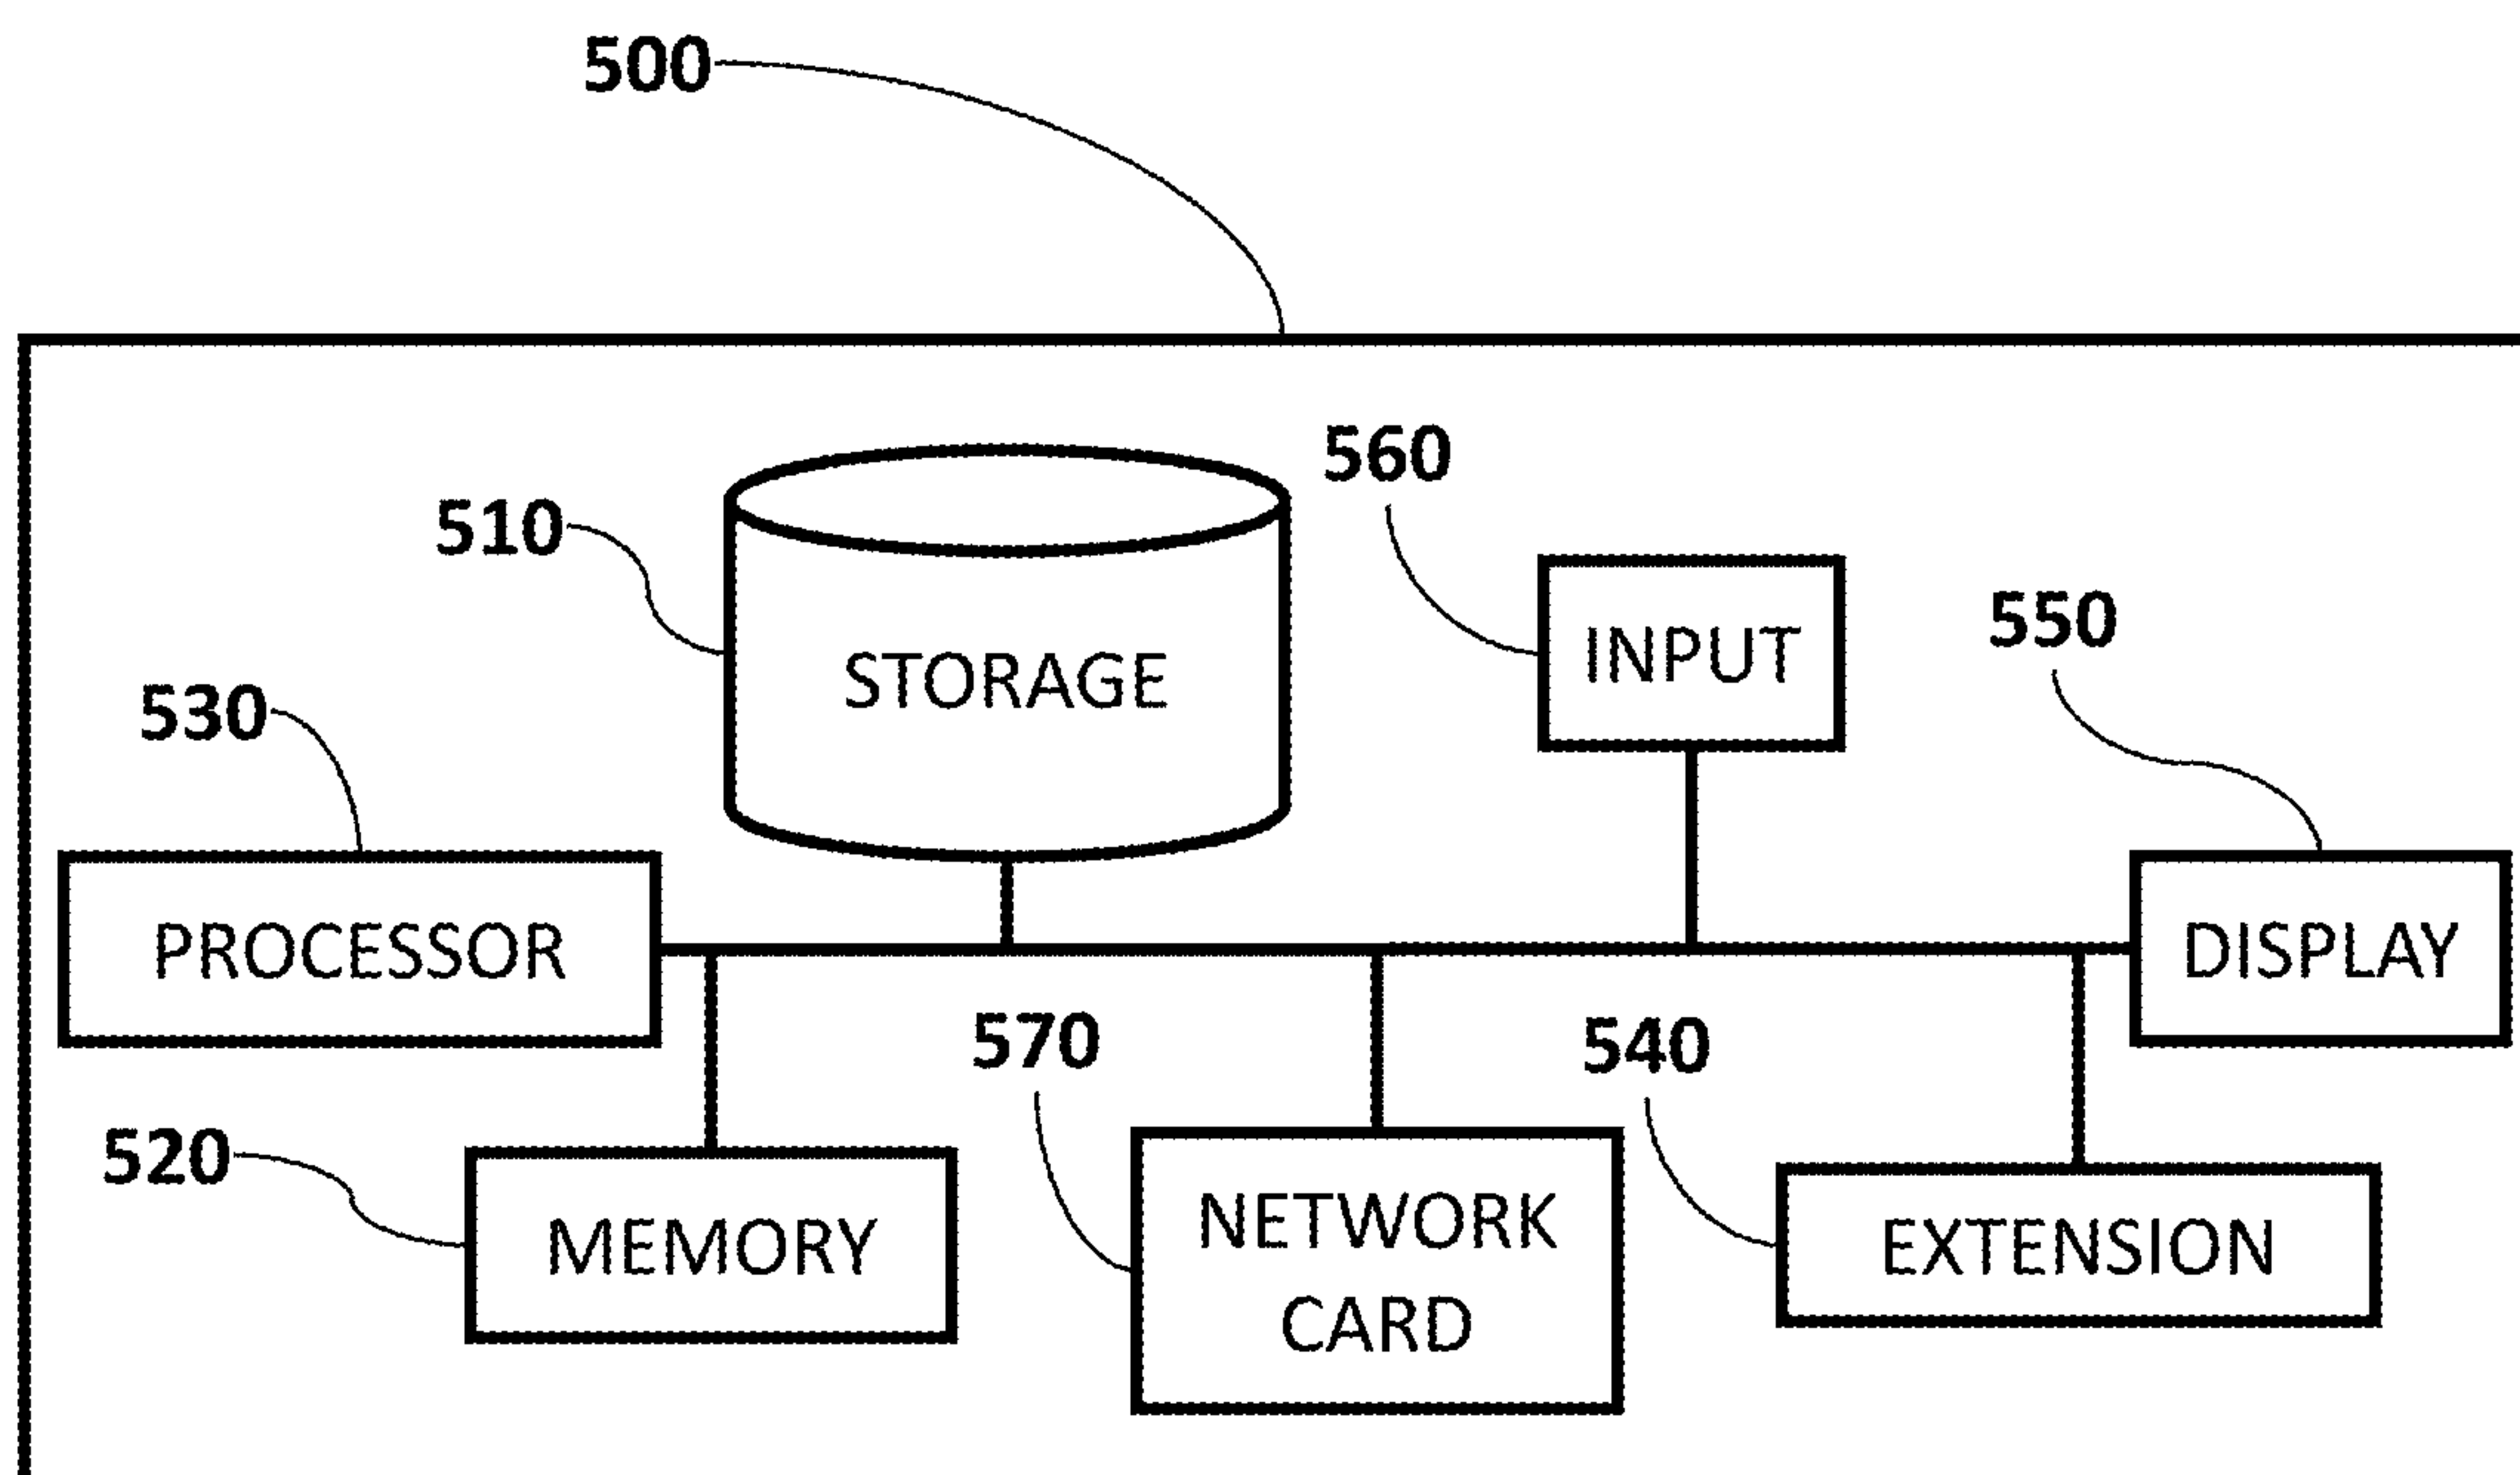 500
560
510
550
INPUT
STORAGE
530
PROCESSOR
DISPLAY
570
540
520
NETWORK
CARD
MEMORY
EXTENSION